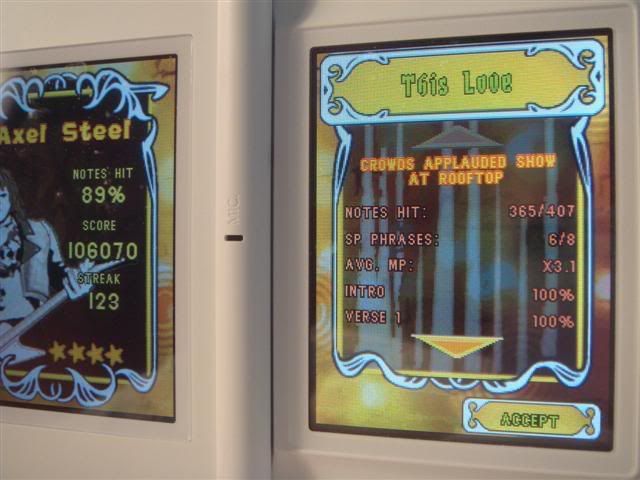 Axel Steel
NOTES HIT
89%
SCORE
106070
STREAK
123
MIC.
This Love
CROWDS APPLAUDED SHOW
AT ROOFTOP
NOTES HIT: 365/407
SP PHRASES: 6/8
AVG. MP: X3.1
INTRO 100%
VERSE 1 100%
ACCEPT